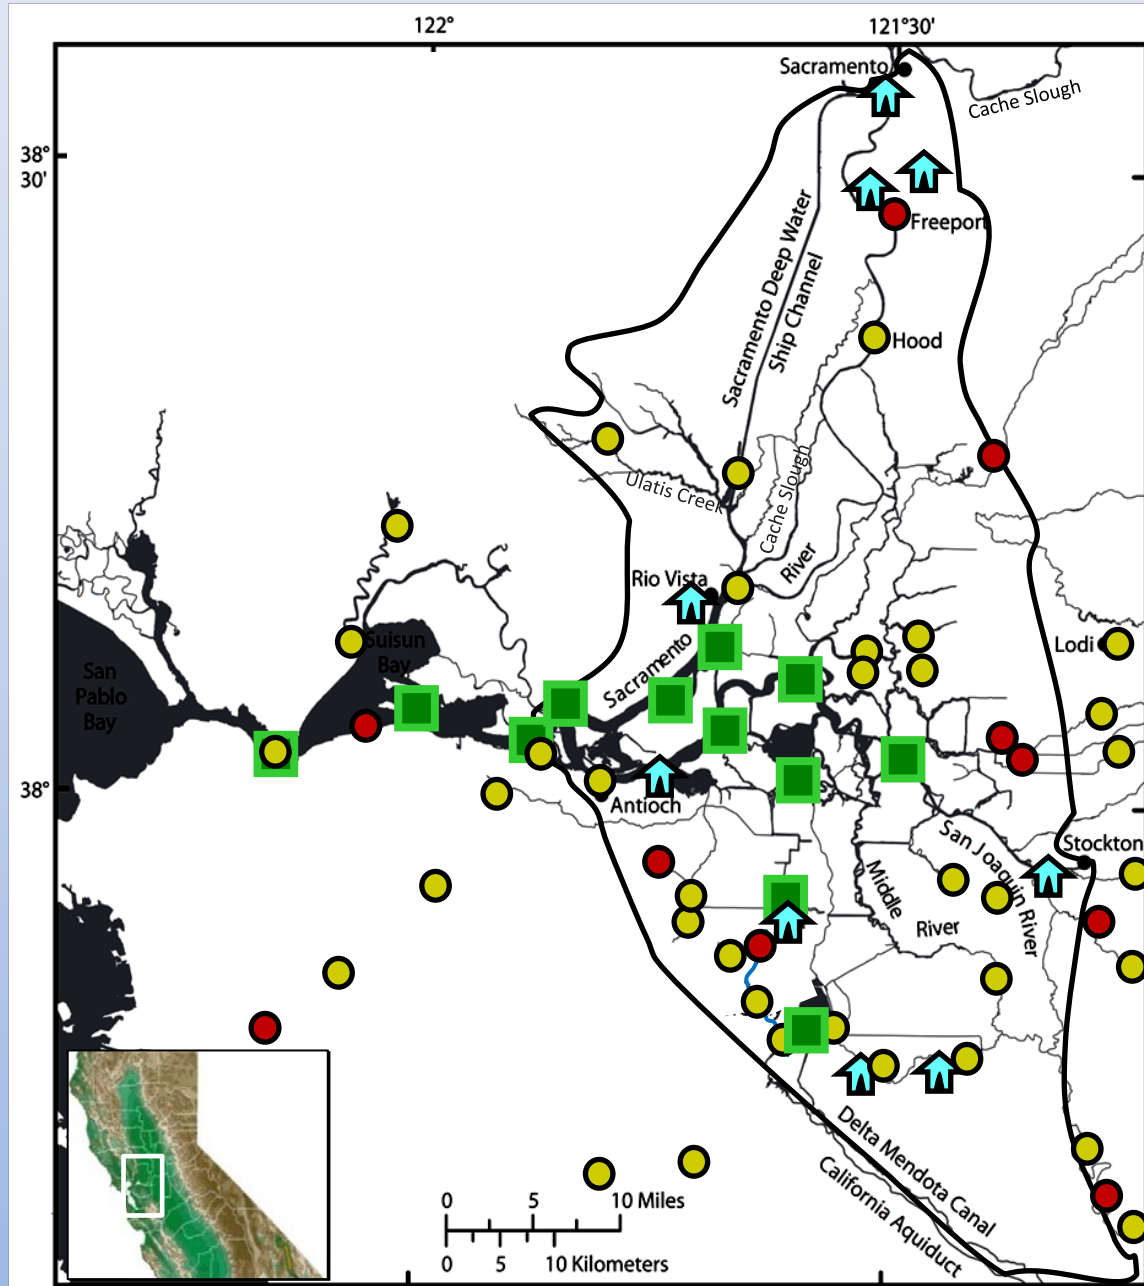 122°
121°30'
Sacramento
Cache Slough
38°
30'
Freeport
Sacramento Deep Water
Ship Channel
Hood
Ulatis Creek
Cache Slough
River
Rio Vista
Suisun
Bay
Lodi
San
Pablo
Bay
Sacramento
38°
Antioch
San Joaquin River
Stockton
Middle
River
Delta Mendota Canal
California Aquiduct
0 5 10 Miles
0 5 10 Kilometers